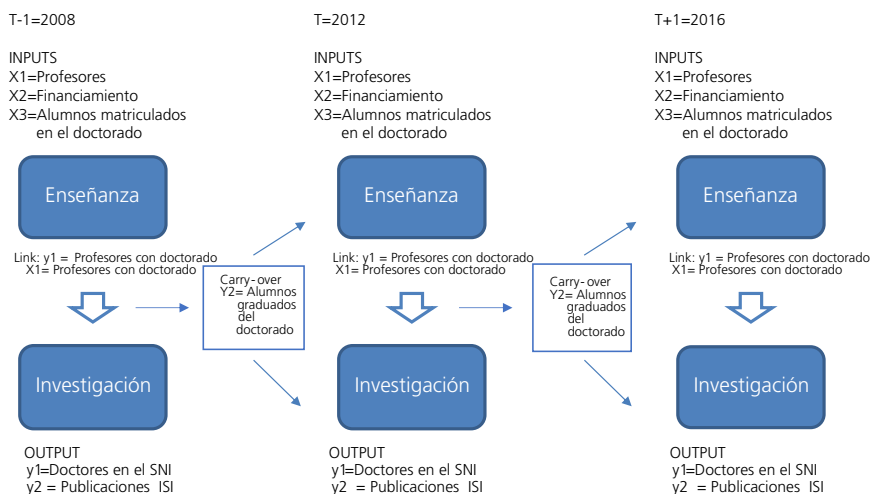 T-1=2008
INPUTS
X1=Profesores
X2=Financiamiento
X3=Alumnos matriculados
en el doctorado
Enseñanza
Link: y1 = Profesores con doctorado
X1= Profesores con doctorado
Investigación
OUTPUT
y1=Doctores en el SNI
y2 = Publicaciones ISI
Carry-over
Y2= Alumnos
graduados
del
doctorado
T=2012
INPUTS
X1=Profesores
X2=Financiamiento
X3=Alumnos matriculados
en el doctorado
Enseñanza
Link: y1 = Profesores con doctorado
X1= Profesores con doctorado
Investigación
OUTPUT
y1=Doctores en el SNI
y2 = Publicaciones ISI
Carry-over
Y2= Alumnos
graduados
del
doctorado
T+1=2016
INPUTS
X1=Profesores
X2=Financiamiento
X3=Alumnos matriculados
en el doctorado
Enseñanza
Link: y1 = Profesores con doctorado
X1= Profesores con doctorado
Investigación
OUTPUT
y1=Doctores en el SNI
y2 = Publicaciones ISI